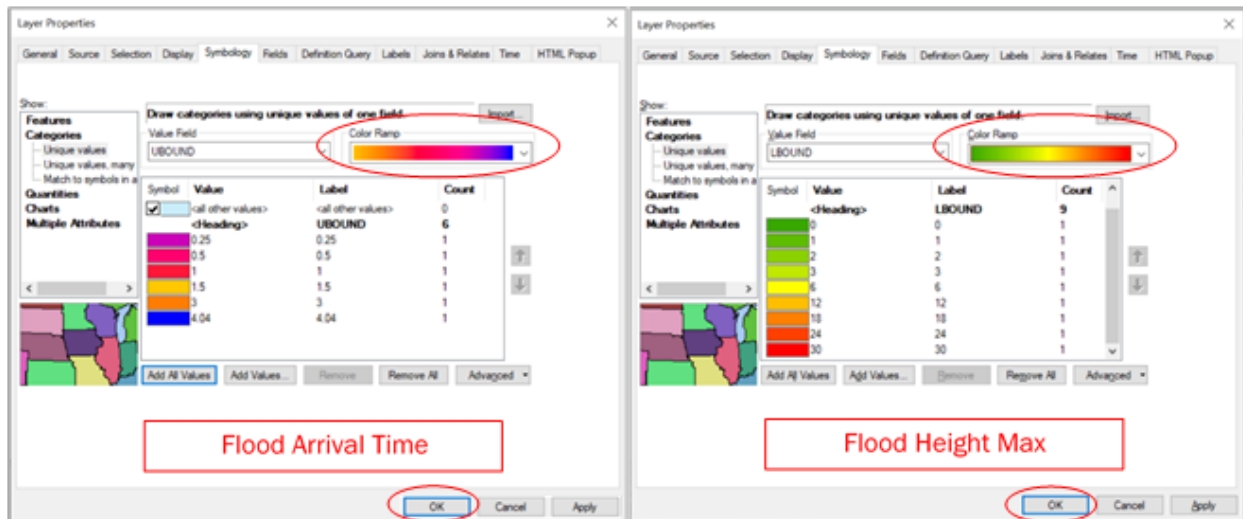 Layer Properties
General Source Selection Display Symbology Fields Definition Query Labels Joins & Relates Time HTML Popup
Show:
Features
Categories
Unique values
Unique values, many
Match to symbols in a
Quantities
Charts
Multiple Attributes
Draw categories using unique values of one field.
Import...
Value Field
Color Ramp
UBOUND
Symbol Value Label Count
<all other values> <all other values> 0
<Heading> UBOUND 6
0.25 0.25 1
0.5 0.5 1
1 1 1
1.5 1.5 1
3 3 1
4.04 4.04 1
Add All Values Add Values... Remove Remove All Advanced
Flood Arrival Time
OK Cancel Apply
Layer Properties
General Source Selection Display Symbology Fields Definition Query Labels Joins & Relates Time HTML Popup
Show:
Features
Categories
Unique values
Unique values, many
Match to symbols in a
Quantities
Charts
Multiple Attributes
Draw categories using unique values of one field.
Import...
Value Field
Color Ramp
LBOUND
Symbol Value Label Count
<Heading> LBOUND 9
0 0 1
1 1 1
2 2 1
3 3 1
6 6 1
12 12 1
18 18 1
24 24 1
30 30 1
Add All Values Add Values... Remove Remove All Advanced
Flood Height Max
OK Cancel Apply